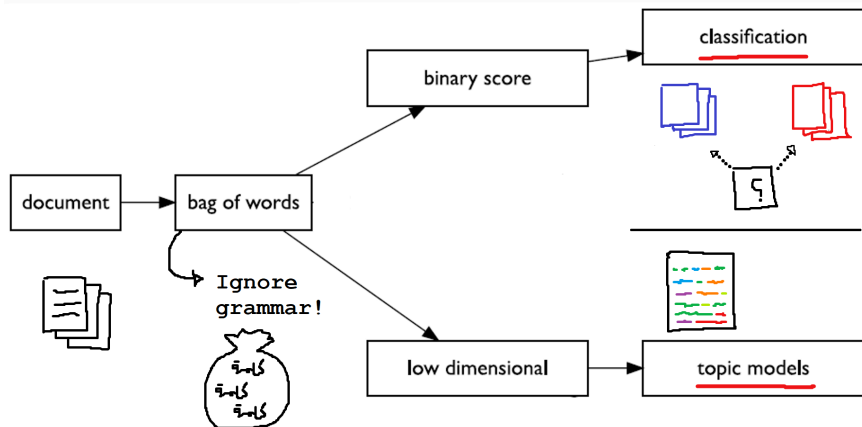 classification
binary score
؟
document
bag of words
Ignore
grammar!
كلمة
كلمة
كلمة
low dimensional
topic models